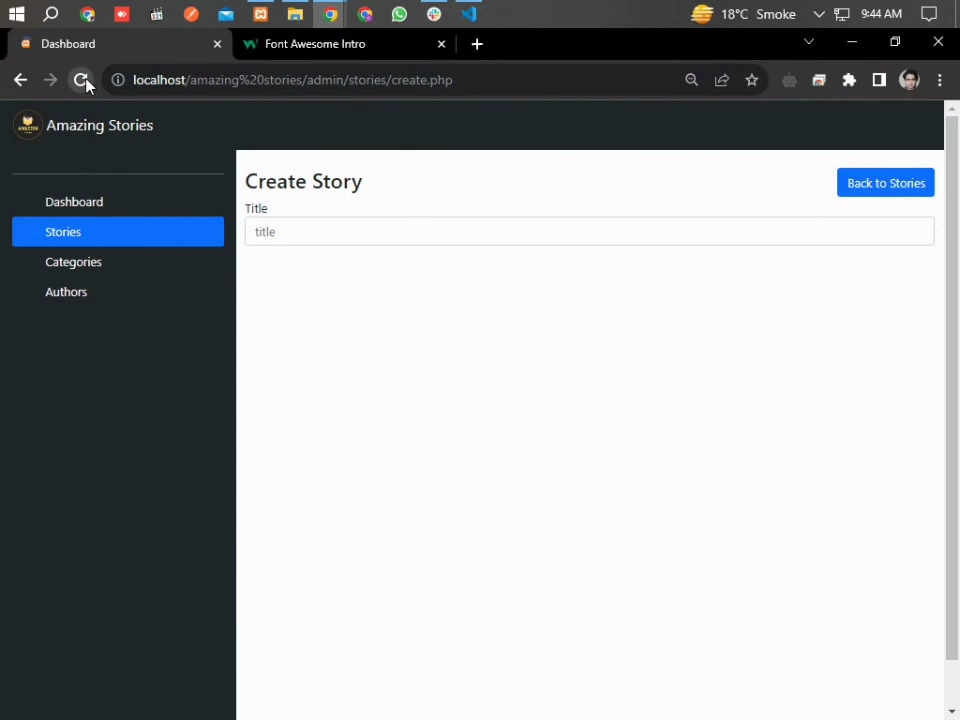 18°C Smoke
9:44 AM
Dashboard
Font Awesome Intro
localhost/amazing%20stories/admin/stories/create.php
Amazing Stories
Dashboard
Stories
Categories
Authors
Create Story
Back to Stories
Title
title